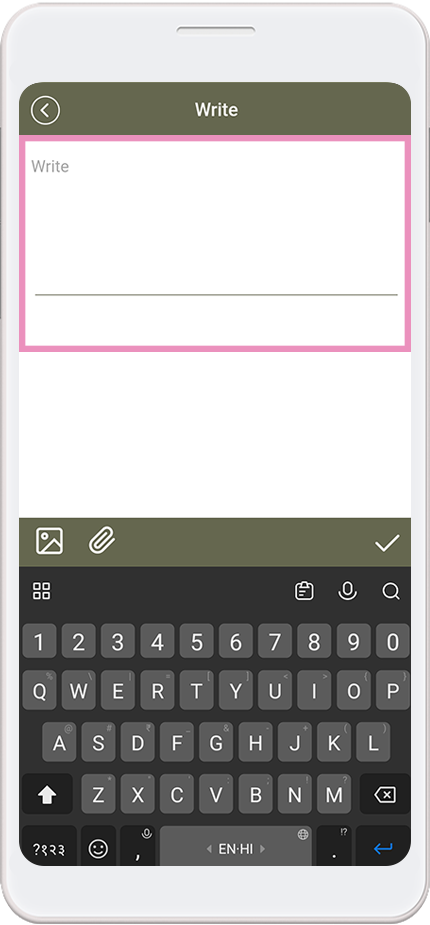 Write
Write
1 2 3 4 5 6 7 8 9 0
Q W E R T Y U I O P
A S D F G H J K L
Z X C V B N M
?१२३ , EN·HI . !?